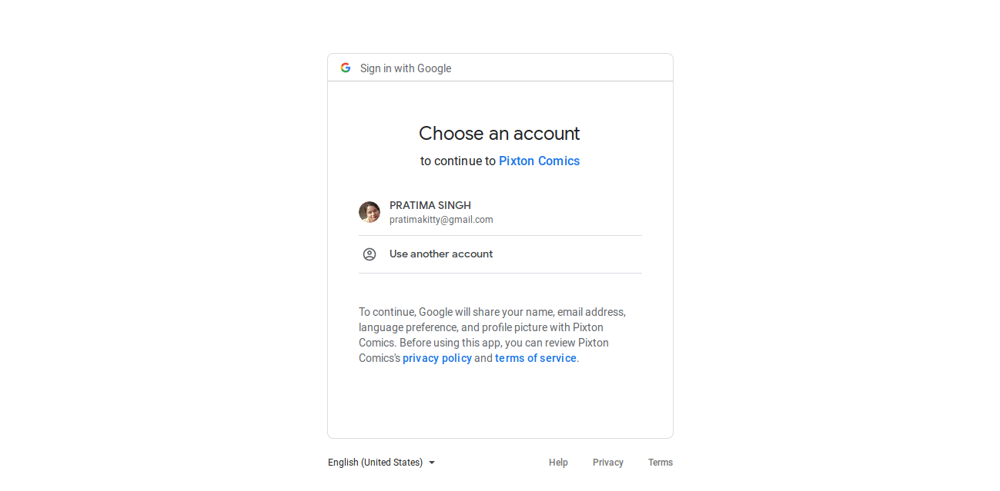 Sign in with Google
Choose an account
to continue to Pixton Comics
PRATIMA SINGH
pratimakitty@gmail.com
Use another account
To continue, Google will share your name, email address,
language preference, and profile picture with Pixton
Comics. Before using this app, you can review Pixton
Comics's privacy policy and terms of service.
English (United States) Help Privacy Terms